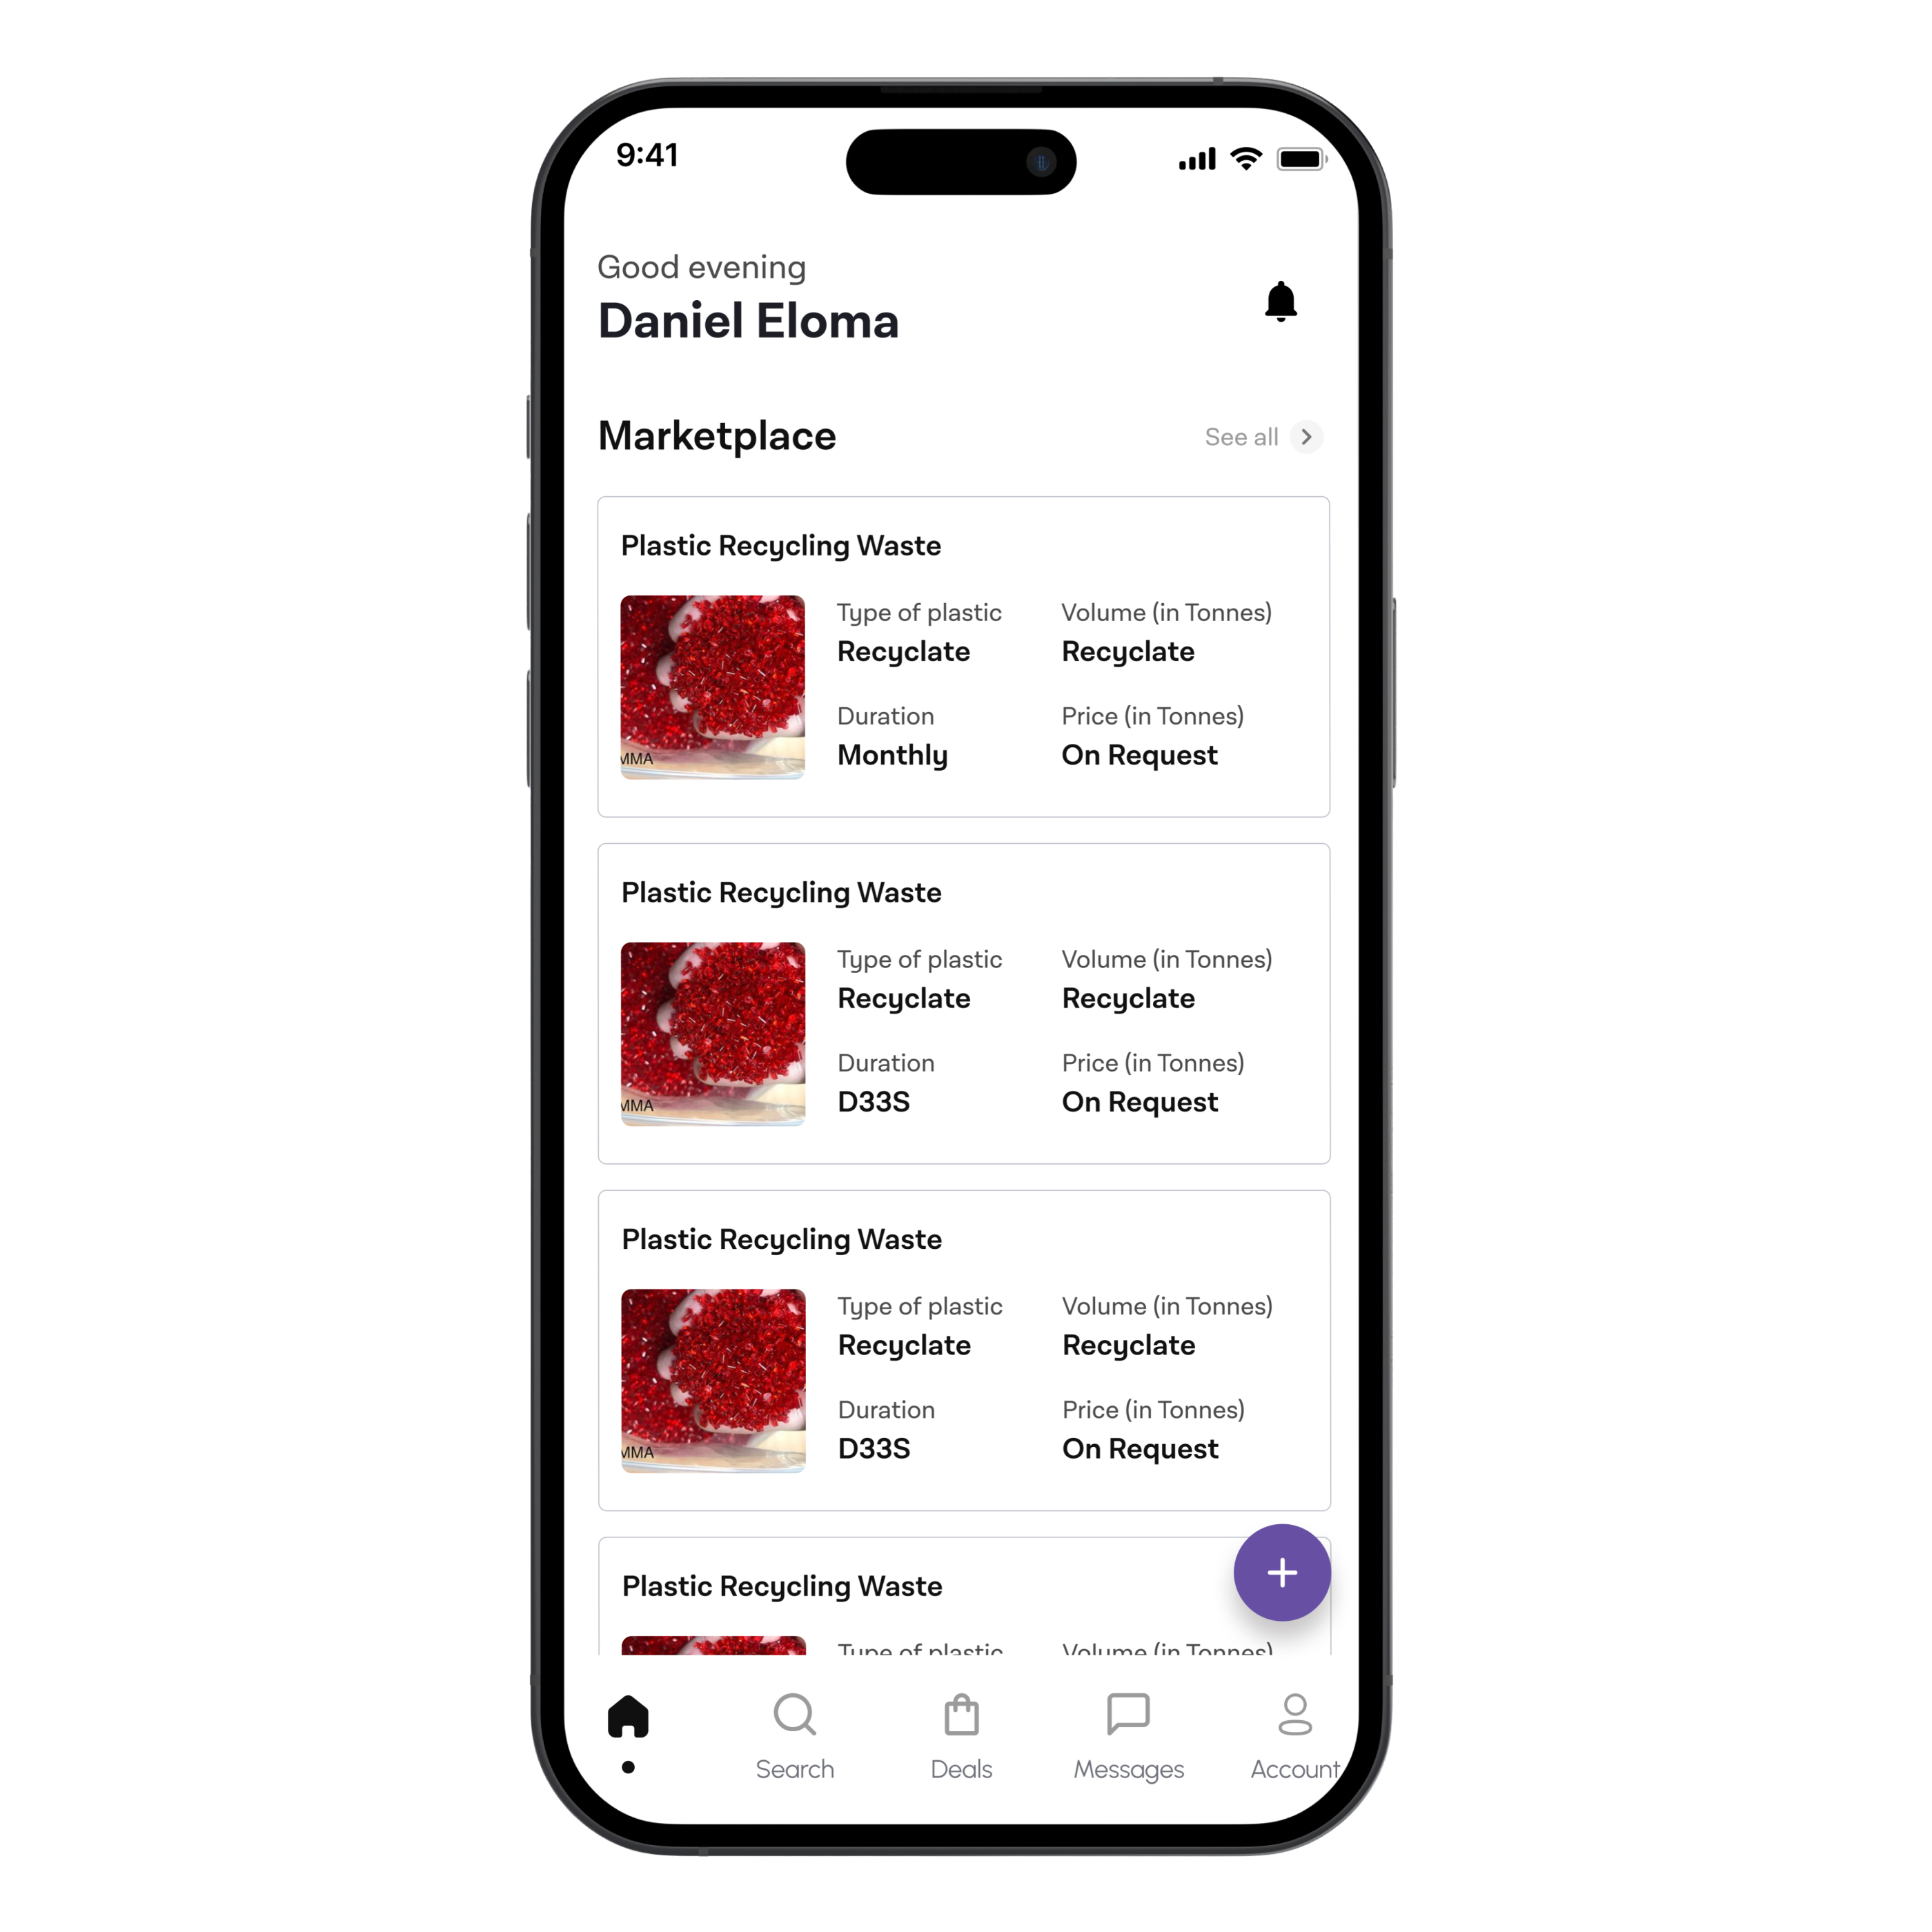 9:41
Good evening
Daniel Eloma
Marketplace
See all
Plastic Recycling Waste
Type of plastic Volume (in Tonnes)
Recyclate Recyclate
Duration Price (in Tonnes)
Monthly On Request
MMA
Plastic Recycling Waste
Type of plastic Volume (in Tonnes)
Recyclate Recyclate
Duration Price (in Tonnes)
D33S On Request
MMA
Plastic Recycling Waste
Type of plastic Volume (in Tonnes)
Recyclate Recyclate
Duration Price (in Tonnes)
D33S On Request
MMA
Plastic Recycling Waste
Type of plastic Volume (in Tonnes)
Search Deals Messages Account